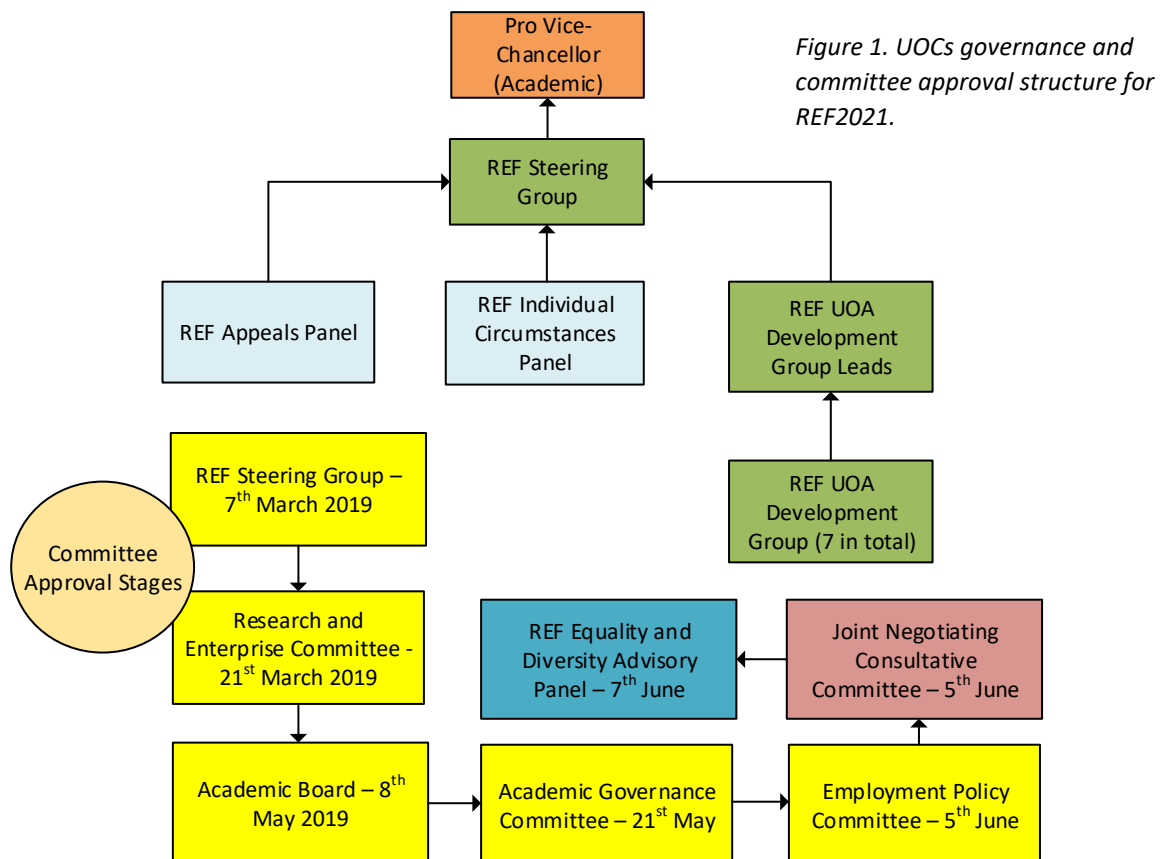 Pro Vice-
Chancellor
(Academic)
Figure 1. UOCs governance and
committee approval structure for
REF2021.
REF Steering
Group
REF Appeals Panel
REF Individual
Circumstances
Panel
REF UOA
Development
Group Leads
REF UOA
Development
Group (7 in total)
Committee
Approval Stages
REF Steering Group –
7th March 2019
Research and
Enterprise Committee -
21st March 2019
REF Equality and
Diversity Advisory
Panel – 7th June
Joint Negotiating
Consultative
Committee – 5th June
Academic Board – 8th
May 2019
Academic Governance
Committee – 21st May
Employment Policy
Committee – 5th June